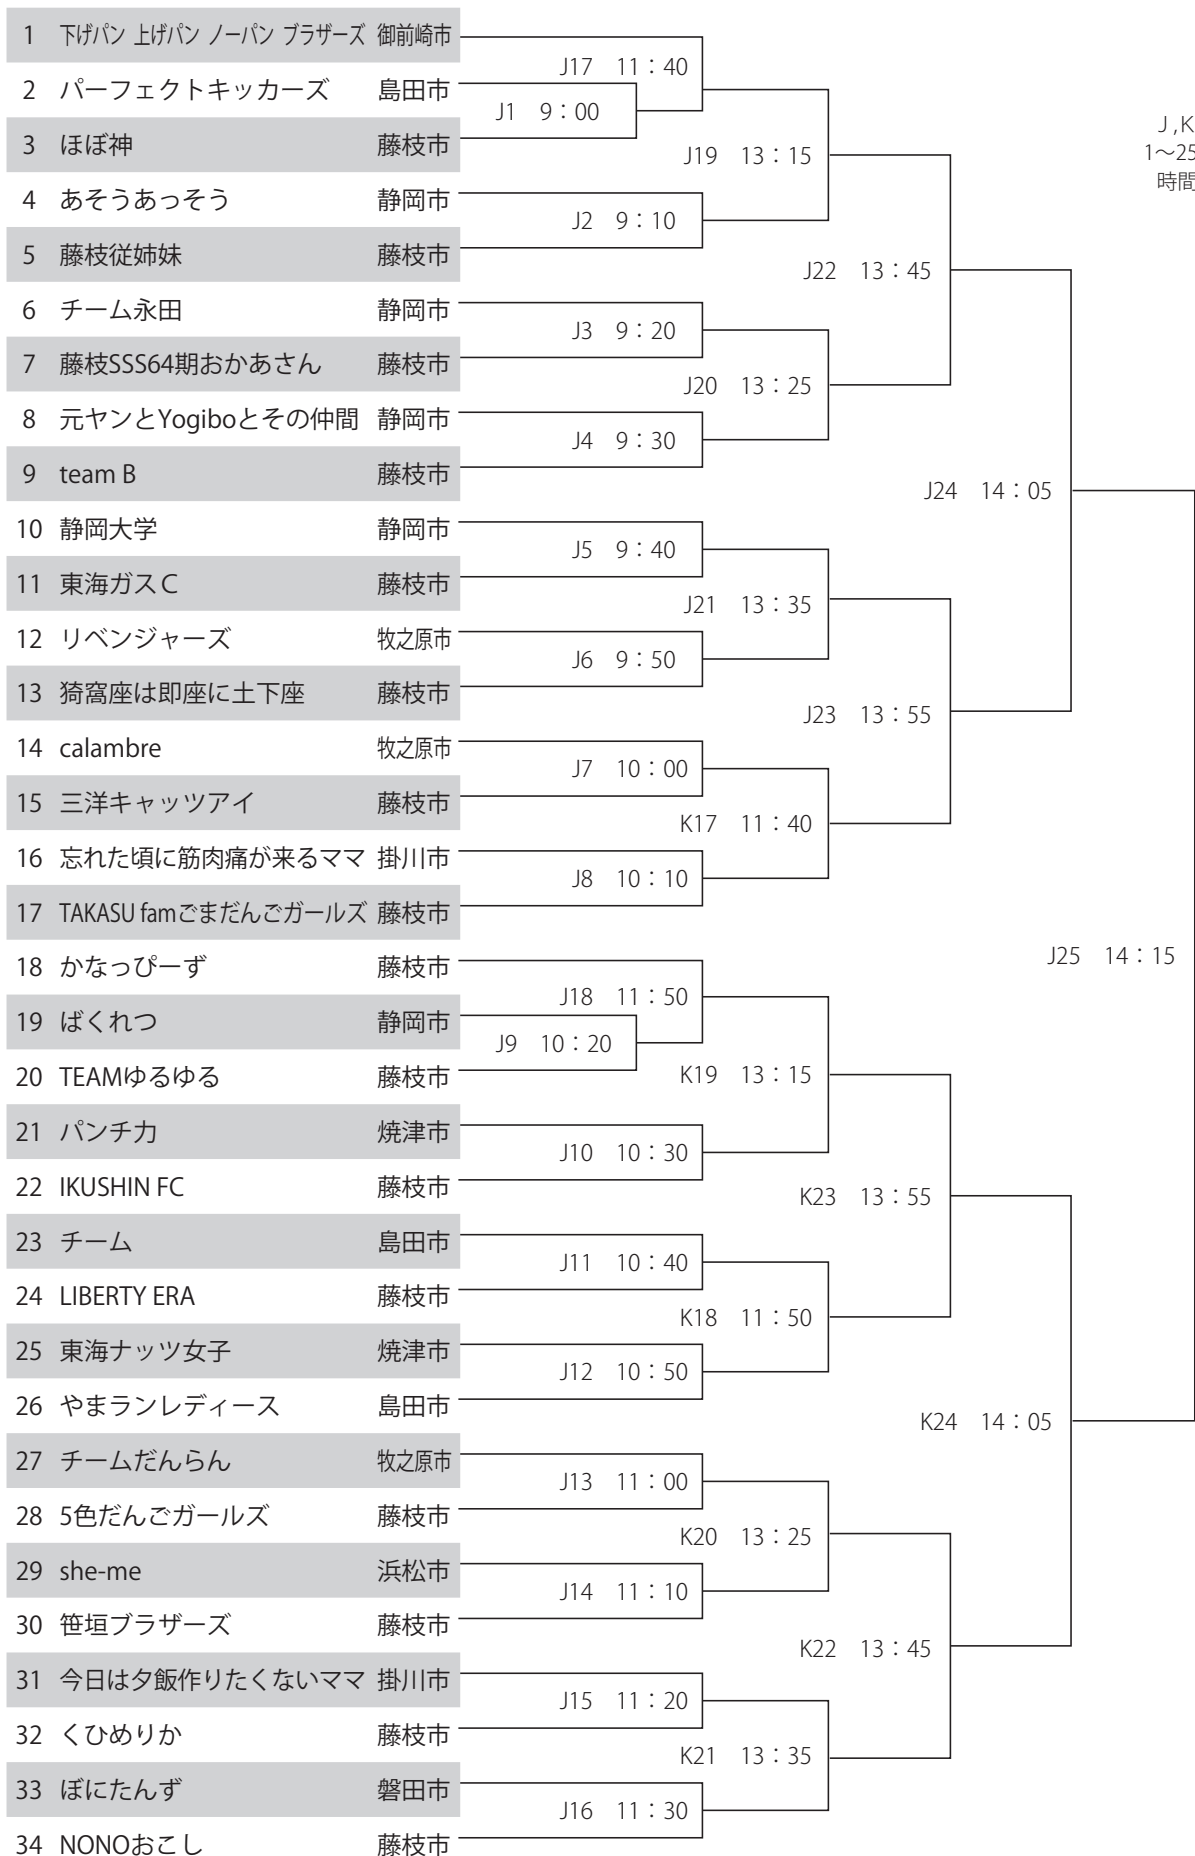 1 下げパン 上げパン ノーパン ブラザーズ 御前崎市
2 パーフェクトキッカーズ 島田市
3 ほぼ神 藤枝市
4 あそうあっそう 静岡市
5 藤枝従姉妹 藤枝市
6 チーム永田 静岡市
7 藤枝SSS64期おかあさん 藤枝市
8 元ヤンとYogiboとその仲間 静岡市
9 team B 藤枝市
10 静岡大学 静岡市
11 東海ガスC 藤枝市
12 リベンジャーズ 牧之原市
13 猗窩座は即座に土下座 藤枝市
14 calambre 牧之原市
15 三洋キャッツアイ 藤枝市
16 忘れた頃に筋肉痛が来るママ 掛川市
17 TAKASU famごまだんごガールズ 藤枝市
18 かなっぴーず 藤枝市
19 ばくれつ 静岡市
20 TEAMゆるゆる 藤枝市
21 パンチ力 焼津市
22 IKUSHIN FC 藤枝市
23 チーム 島田市
24 LIBERTY ERA 藤枝市
25 東海ナッツ女子 焼津市
26 やまランレディース 島田市
27 チームだんらん 牧之原市
28 5色だんごガールズ 藤枝市
29 she-me 浜松市
30 笹垣ブラザーズ 藤枝市
31 今日は夕飯作りたくないママ 掛川市
32 くひめりか 藤枝市
33 ぼにたんず 磐田市
34 NONOおこし 藤枝市
J1 9：00
J2 9：10
J3 9：20
J4 9：30
J5 9：40
J6 9：50
J7 10：00
J8 10：10
J9 10：20
J10 10：30
J11 10：40
J12 10：50
J13 11：00
J14 11：10
J15 11：20
J16 11：30
J17 11：40
J18 11：50
J19 13：15
J20 13：25
J21 13：35
K17 11：40
K19 13：15
K18 11：50
K20 13：25
K21 13：35
J22 13：45
J23 13：55
K23 13：55
K22 13：45
J24 14：05
K24 14：05
J25 14：15
J ,K
1～25
時間